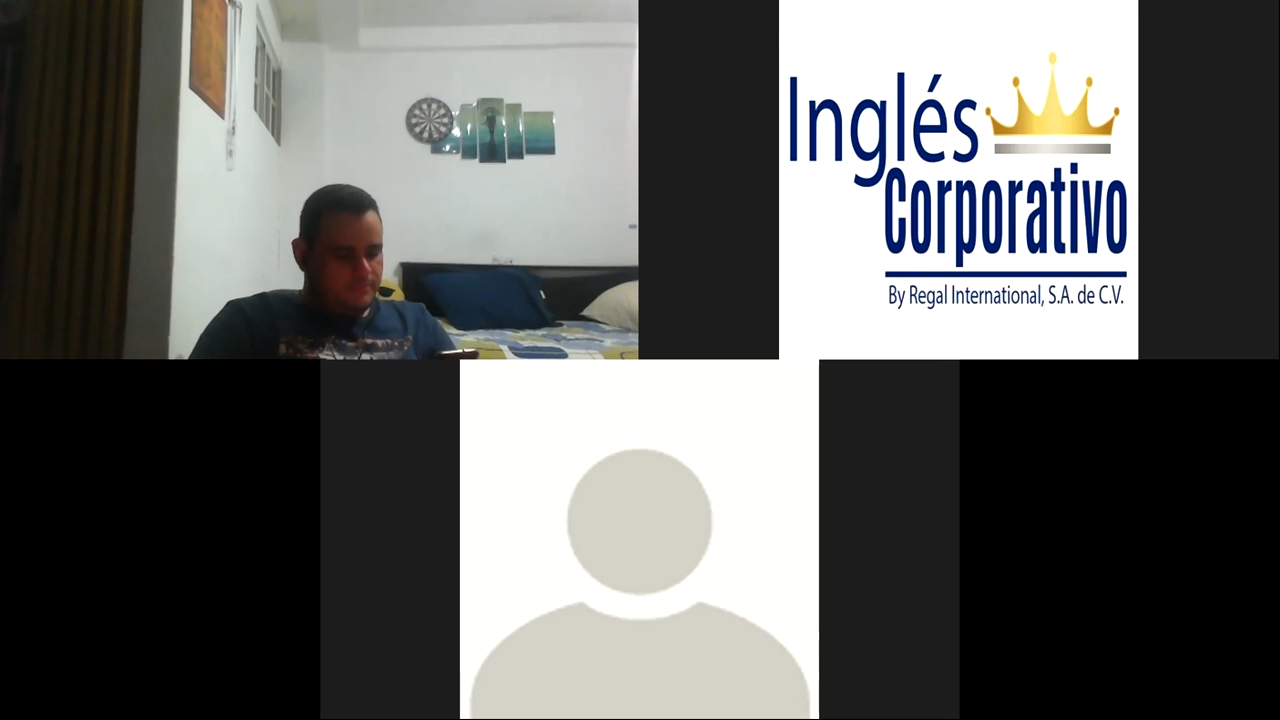 Inglés
Corporativo
By Regal International, S.A. de C.V.